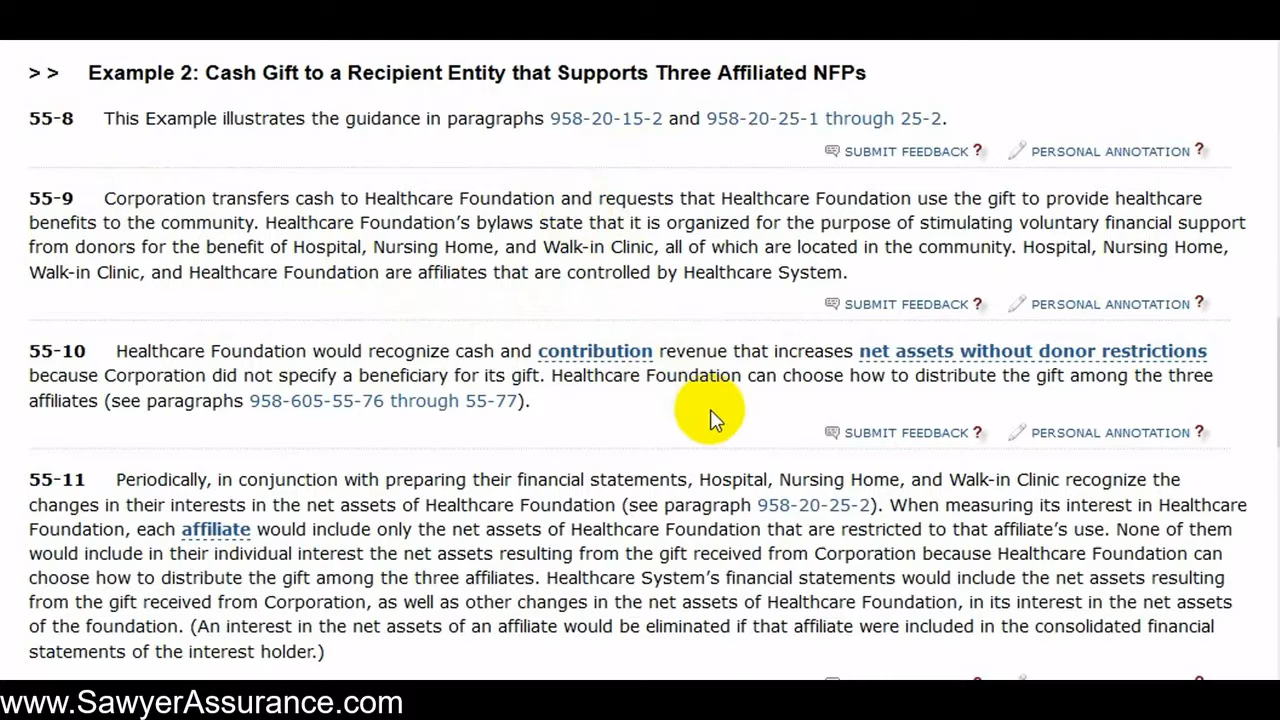 > > Example 2: Cash Gift to a Recipient Entity that Supports Three Affiliated NFPs
55-8 This Example illustrates the guidance in paragraphs 958-20-15-2 and 958-20-25-1 through 25-2.
SUBMIT FEEDBACK ? PERSONAL ANNOTATION ?
55-9 Corporation transfers cash to Healthcare Foundation and requests that Healthcare Foundation use the gift to provide healthcare
benefits to the community. Healthcare Foundation's bylaws state that it is organized for the purpose of stimulating voluntary financial support
from donors for the benefit of Hospital, Nursing Home, and Walk-in Clinic, all of which are located in the community. Hospital, Nursing Home,
Walk-in Clinic, and Healthcare Foundation are affiliates that are controlled by Healthcare System.
SUBMIT FEEDBACK ? PERSONAL ANNOTATION ?
55-10 Healthcare Foundation would recognize cash and contribution revenue that increases net assets without donor restrictions
because Corporation did not specify a beneficiary for its gift. Healthcare Foundation can choose how to distribute the gift among the three
affiliates (see paragraphs 958-605-55-76 through 55-77).
SUBMIT FEEDBACK ? PERSONAL ANNOTATION ?
55-11 Periodically, in conjunction with preparing their financial statements, Hospital, Nursing Home, and Walk-in Clinic recognize the
changes in their interests in the net assets of Healthcare Foundation (see paragraph 958-20-25-2). When measuring its interest in Healthcare
Foundation, each affiliate would include only the net assets of Healthcare Foundation that are restricted to that affiliate's use. None of them
would include in their individual interest the net assets resulting from the gift received from Corporation because Healthcare Foundation can
choose how to distribute the gift among the three affiliates. Healthcare System's financial statements would include the net assets resulting
from the gift received from Corporation, as well as other changes in the net assets of Healthcare Foundation, in its interest in the net assets
of the foundation. (An interest in the net assets of an affiliate would be eliminated if that affiliate were included in the consolidated financial
statements of the interest holder.)
www.SawyerAssurance.com